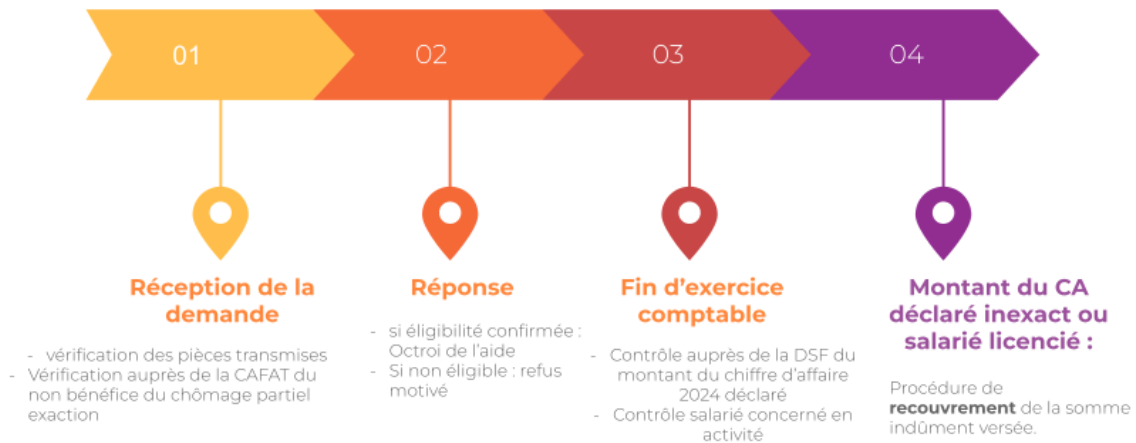 01
02
03
04
Réception de la
demande
- vérification des pièces transmises
- Vérification auprès de la CAFAT du
non bénéfice du chômage partiel
exaction
Réponse
- si éligibilité confirmée :
Octroi de l'aide
- Si non éligible : refus
motivé
Fin d'exercice
comptable
- Contrôle auprès de la DSF du
montant du chiffre d'affaire
2024 déclaré
- Contrôle salarié concerné en
activité
Montant du CA
déclaré inexact ou
salarié licencié :
Procédure de
recouvrement de la somme
indûment versée.